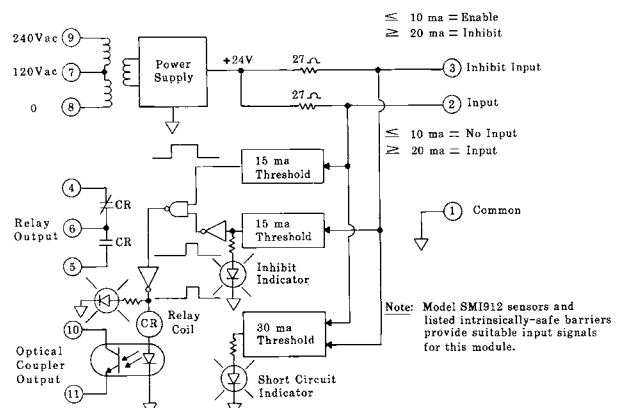 ≦ 10 ma = Enable
≧ 20 ma = Inhibit
240Vac 9
120Vac 7
0 8
Power
Supply
+24V
27 Ω
3 Inhibit Input
27 Ω
2 Input
≦ 10 ma = No Input
≧ 20 ma = Input
15 ma
Threshold
4
CR
Relay
Output
6
CR
5
15 ma
Threshold
1 Common
Inhibit
Indicator
CR
Relay
Coil
10
Optical
Coupler
Output
11
30 ma
Threshold
Short Circuit
Indicator
Note: Model SMI912 sensors and
listed intrinsically-safe barriers
provide suitable input signals
for this module.